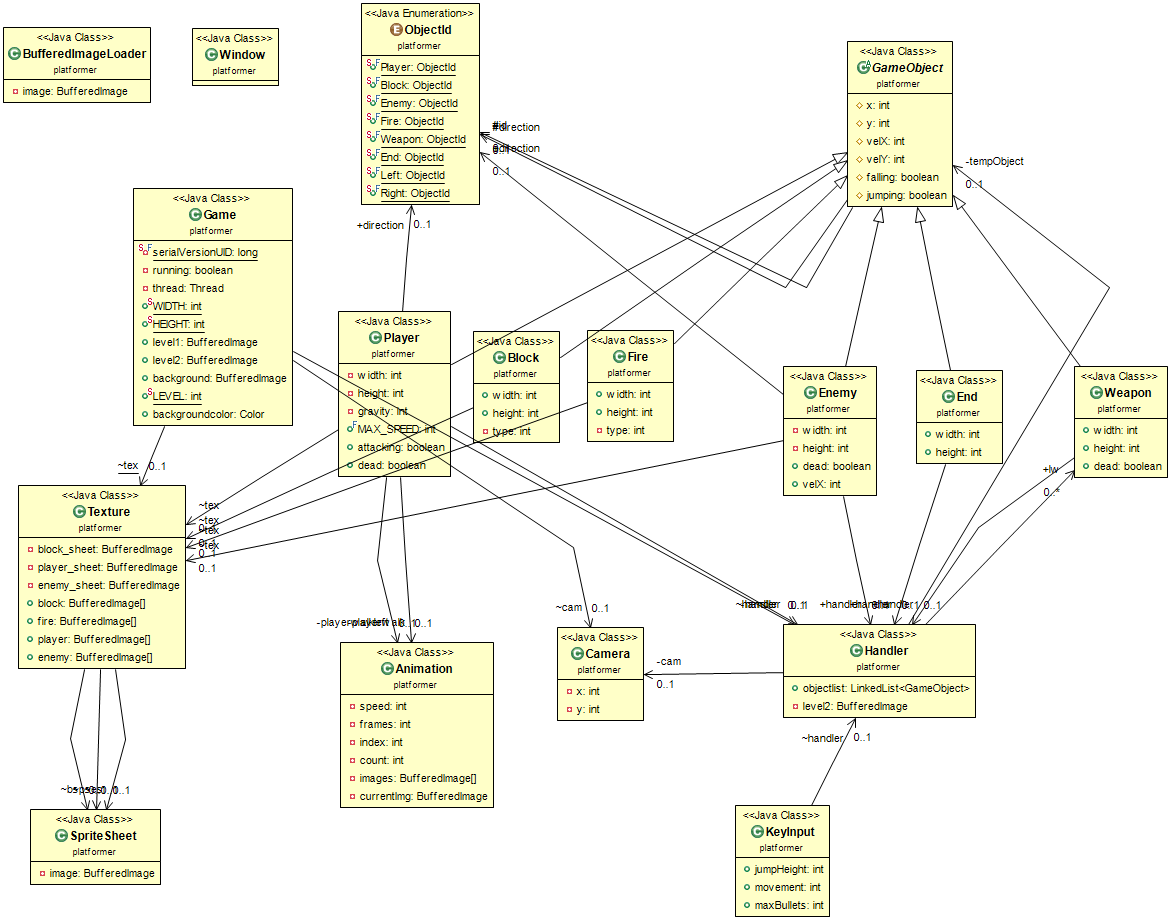 <<Java Class>>
BufferedImageLoader
platformer
image: BufferedImage
<<Java Class>>
Window
platformer
<<Java Enumeration>>
ObjectId
platformer
Player: ObjectId
Block: ObjectId
Enemy: ObjectId
Fire: ObjectId
Weapon: ObjectId
End: ObjectId
Left: ObjectId
Right: ObjectId
<<Java Class>>
GameObject
platformer
x: int
y: int
velX: int
velY: int
falling: boolean
jumping: boolean
#direction
direction
0..1
-tempObject
0..1
+direction
0..1
<<Java Class>>
Game
platformer
serialVersionUID: long
running: boolean
thread: Thread
WIDTH: int
HEIGHT: int
level1: BufferedImage
level2: BufferedImage
background: BufferedImage
LEVEL: int
backgroundcolor: Color
<<Java Class>>
Player
platformer
width: int
height: int
gravity: int
MAX_SPEED: int
attacking: boolean
dead: boolean
<<Java Class>>
Block
platformer
width: int
height: int
type: int
<<Java Class>>
Fire
platformer
width: int
height: int
type: int
<<Java Class>>
Enemy
platformer
width: int
height: int
dead: boolean
velX: int
<<Java Class>>
End
platformer
width: int
height: int
<<Java Class>>
Weapon
platformer
width: int
height: int
dead: boolean
~tex
0..1
+lw
0..*
<<Java Class>>
Texture
platformer
block_sheet: BufferedImage
player_sheet: BufferedImage
enemy_sheet: BufferedImage
block: BufferedImage[]
fire: BufferedImage[]
player: BufferedImage[]
enemy: BufferedImage[]
~tex
~tex
~tex
~tex
0..1
0..1
~cam
0..1
~handler
0..1
+handler
0..1
<<Java Class>>
Animation
platformer
speed: int
frames: int
index: int
count: int
images: BufferedImage[]
currentImg: BufferedImage
<<Java Class>>
Camera
platformer
x: int
y: int
-cam
0..1
<<Java Class>>
Handler
platformer
objectlist: LinkedList<GameObject>
level2: BufferedImage
~handler
0..1
0..1
<<Java Class>>
SpriteSheet
platformer
image: BufferedImage
<<Java Class>>
KeyInput
platformer
jumpHeight: int
movement: int
maxBullets: int